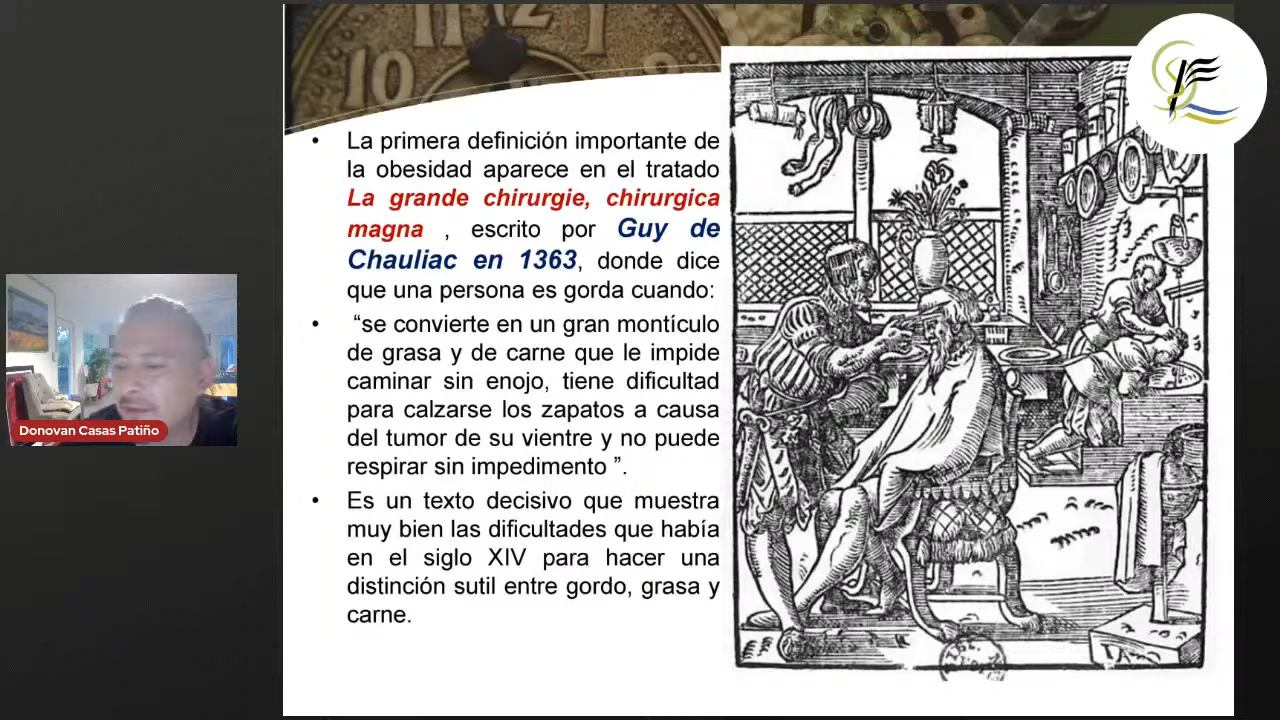 La primera definición importante de
la obesidad aparece en el tratado
La grande chirurgie, chirurgica
magna , escrito por Guy de
Chauliac en 1363, donde dice
que una persona es gorda cuando:
“se convierte en un gran montículo
de grasa y de carne que le impide
caminar sin enojo, tiene dificultad
para calzarse los zapatos a causa
del tumor de su vientre y no puede
respirar sin impedimento ”.
Es un texto decisivo que muestra
muy bien las dificultades que había
en el siglo XIV para hacer una
distinción sutil entre gordo, grasa y
carne.
Donovan Casas Patiño
10
11
12
1